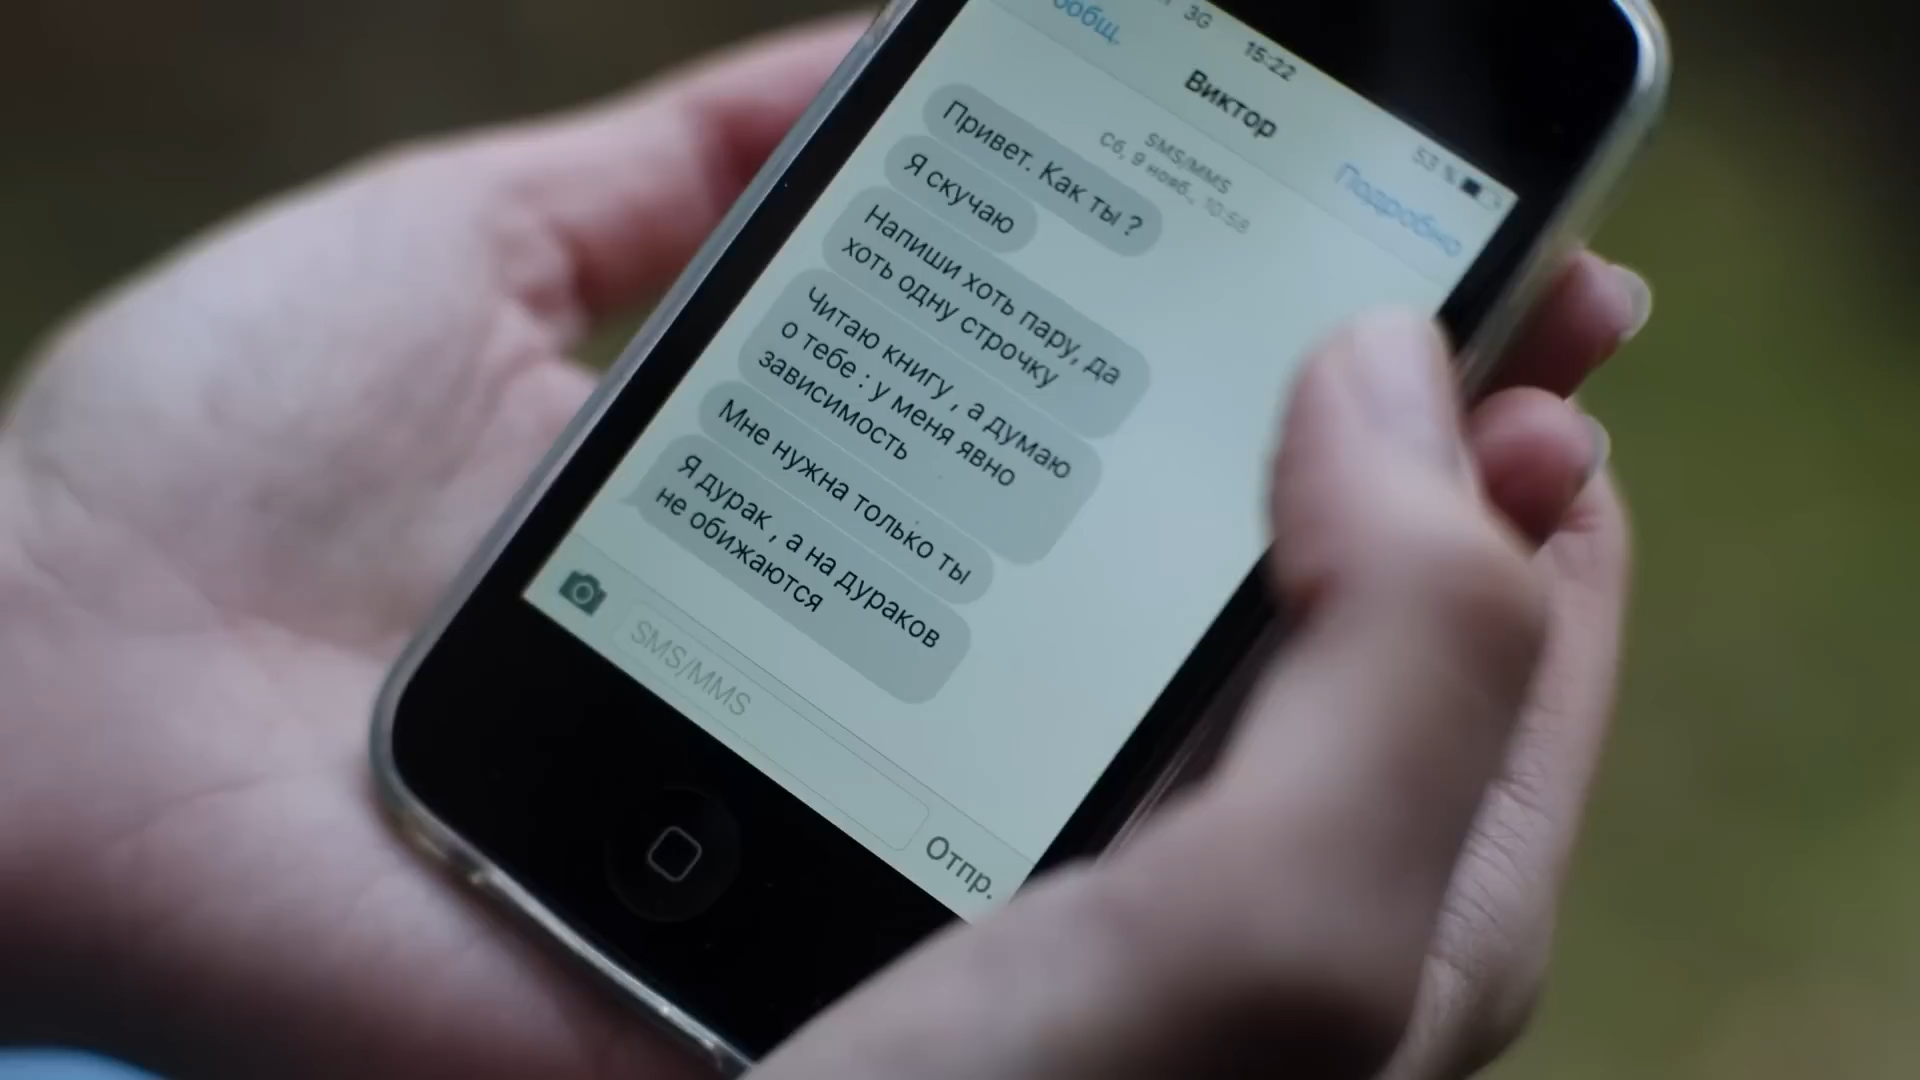 3G
15:22
53 %
Виктор
Подробно
SMS/MMS
Сб, 9 нояб., 10:58
Привет. Как ты ?
Я скучаю
Напиши хоть пару, да
хоть одну строчку
Читаю книгу , а думаю
о тебе : у меня явно
зависимость
Мне нужна только ты
Я дурак , а на дураков
не обижаются
SMS/MMS
Отпр.